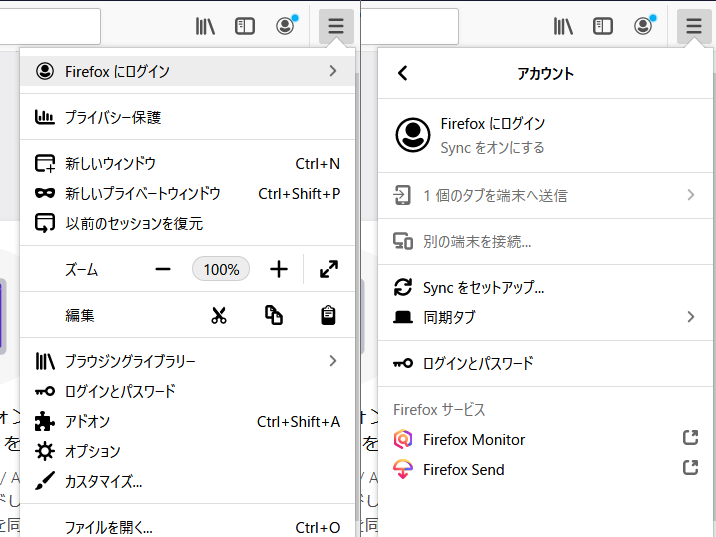 Firefox にログイン
プライバシー保護
新しいウィンドウ Ctrl+N
新しいプライベートウィンドウ Ctrl+Shift+P
以前のセッションを復元
ズーム 100%
編集
ブラウジングライブラリー
ログインとパスワード
アドオン Ctrl+Shift+A
オプション
カスタマイズ...
ファイルを開く... Ctrl+O
アカウント
Firefox にログイン
Sync をオンにする
1 個のタブを端末へ送信
別の端末を接続...
Sync をセットアップ...
同期タブ
ログインとパスワード
Firefox サービス
Firefox Monitor
Firefox Send